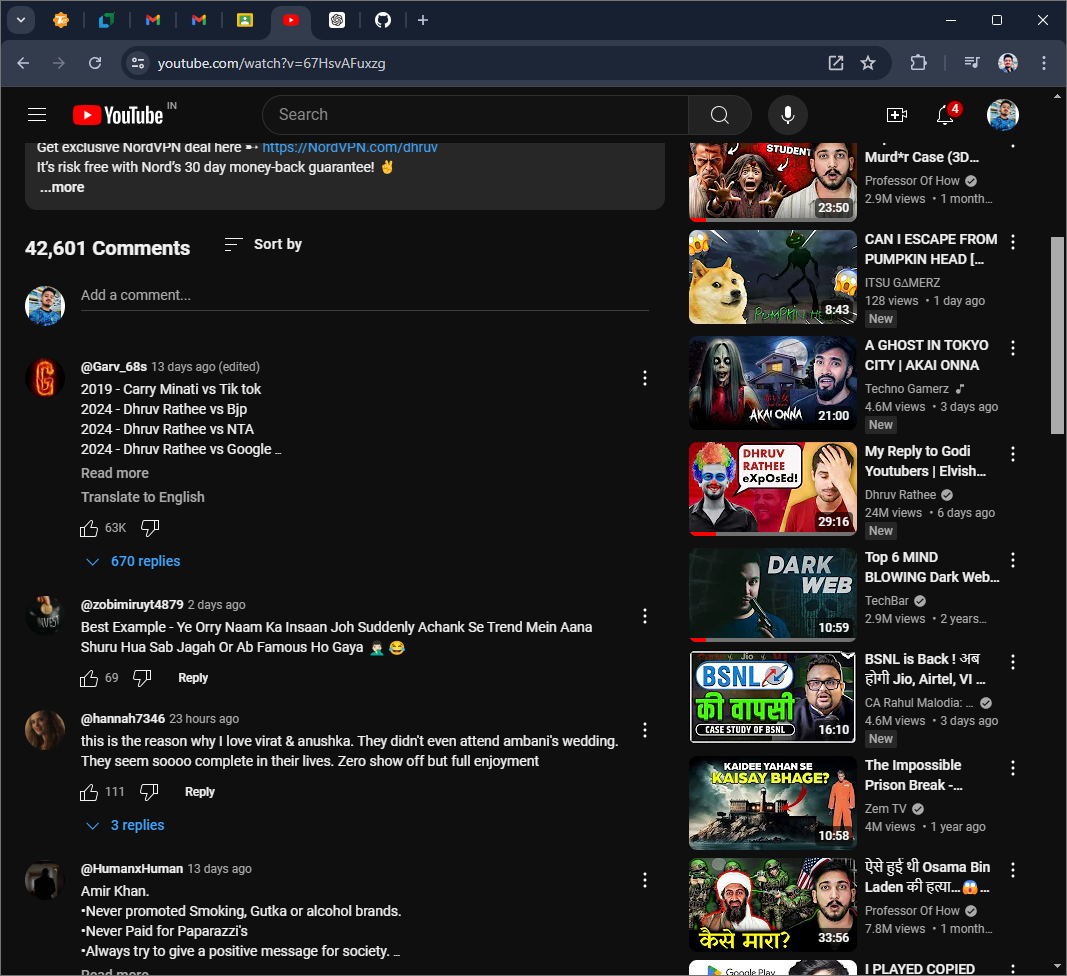 youtube.com/watch?v=67HsvAFuxzg
YouTube IN
Search
4
Get exclusive NordVPN deal here ➼ https://NordVPN.com/dhruv
It's risk free with Nord's 30 day money-back guarantee! ✌
...more
42,601 Comments
Sort by
Add a comment...
@Garv_68s 13 days ago (edited)
2019 - Carry Minati vs Tik tok
2024 - Dhruv Rathee vs Bjp
2024 - Dhruv Rathee vs NTA
2024 - Dhruv Rathee vs Google …
Read more
Translate to English
63K
670 replies
@zobimiruyt4879 2 days ago
Best Example - Ye Orry Naam Ka Insaan Joh Suddenly Achank Se Trend Mein Aana
Shuru Hua Sab Jagah Or Ab Famous Ho Gaya 🤦🏻‍♂️ 😂
69 Reply
@hannah7346 23 hours ago
this is the reason why I love virat & anushka. They didn't even attend ambani's wedding.
They seem soooo complete in their lives. Zero show off but full enjoyment
111 Reply
3 replies
@HumanxHuman 13 days ago
Amir Khan.
•Never promoted Smoking, Gutka or alcohol brands.
•Never Paid for Paparazzi's
•Always try to give a positive message for society. …
Read more
STUDENT
23:50
Murd*r Case (3D…
Professor Of How
2.9M views • 1 month…
PUMPKIN HE
8:43
CAN I ESCAPE FROM
PUMPKIN HEAD [...
ITSU GΔMERZ
128 views • 1 day ago
New
AKAI ONNA
21:00
A GHOST IN TOKYO
CITY | AKAI ONNA
Techno Gamerz
4.6M views • 3 days ago
New
DHRUV
RATHEE
eXpOsEd!
29:16
My Reply to Godi
Youtubers | Elvish…
Dhruv Rathee
24M views • 6 days ago
New
DARK
WEB
10:59
Top 6 MIND
BLOWING Dark Web…
TechBar
2.9M views • 2 years…
Jio
BSNL
की वापसी
CASE STUDY OF BSNL
16:10
BSNL is Back ! अब
होगी Jio, Airtel, VI …
CA Rahul Malodia: …
4.6M views • 3 days ago
New
KAIDEE YAHAN SE
KAISAY BHAGE?
10:58
The Impossible
Prison Break -…
Zem TV
4M views • 1 year ago
कैसे मारा?
33:56
ऐसे हुई थी Osama Bin
Laden की हत्या…😱…
Professor Of How
7.8M views • 1 month…
Google Play
I PLAYED COPIED